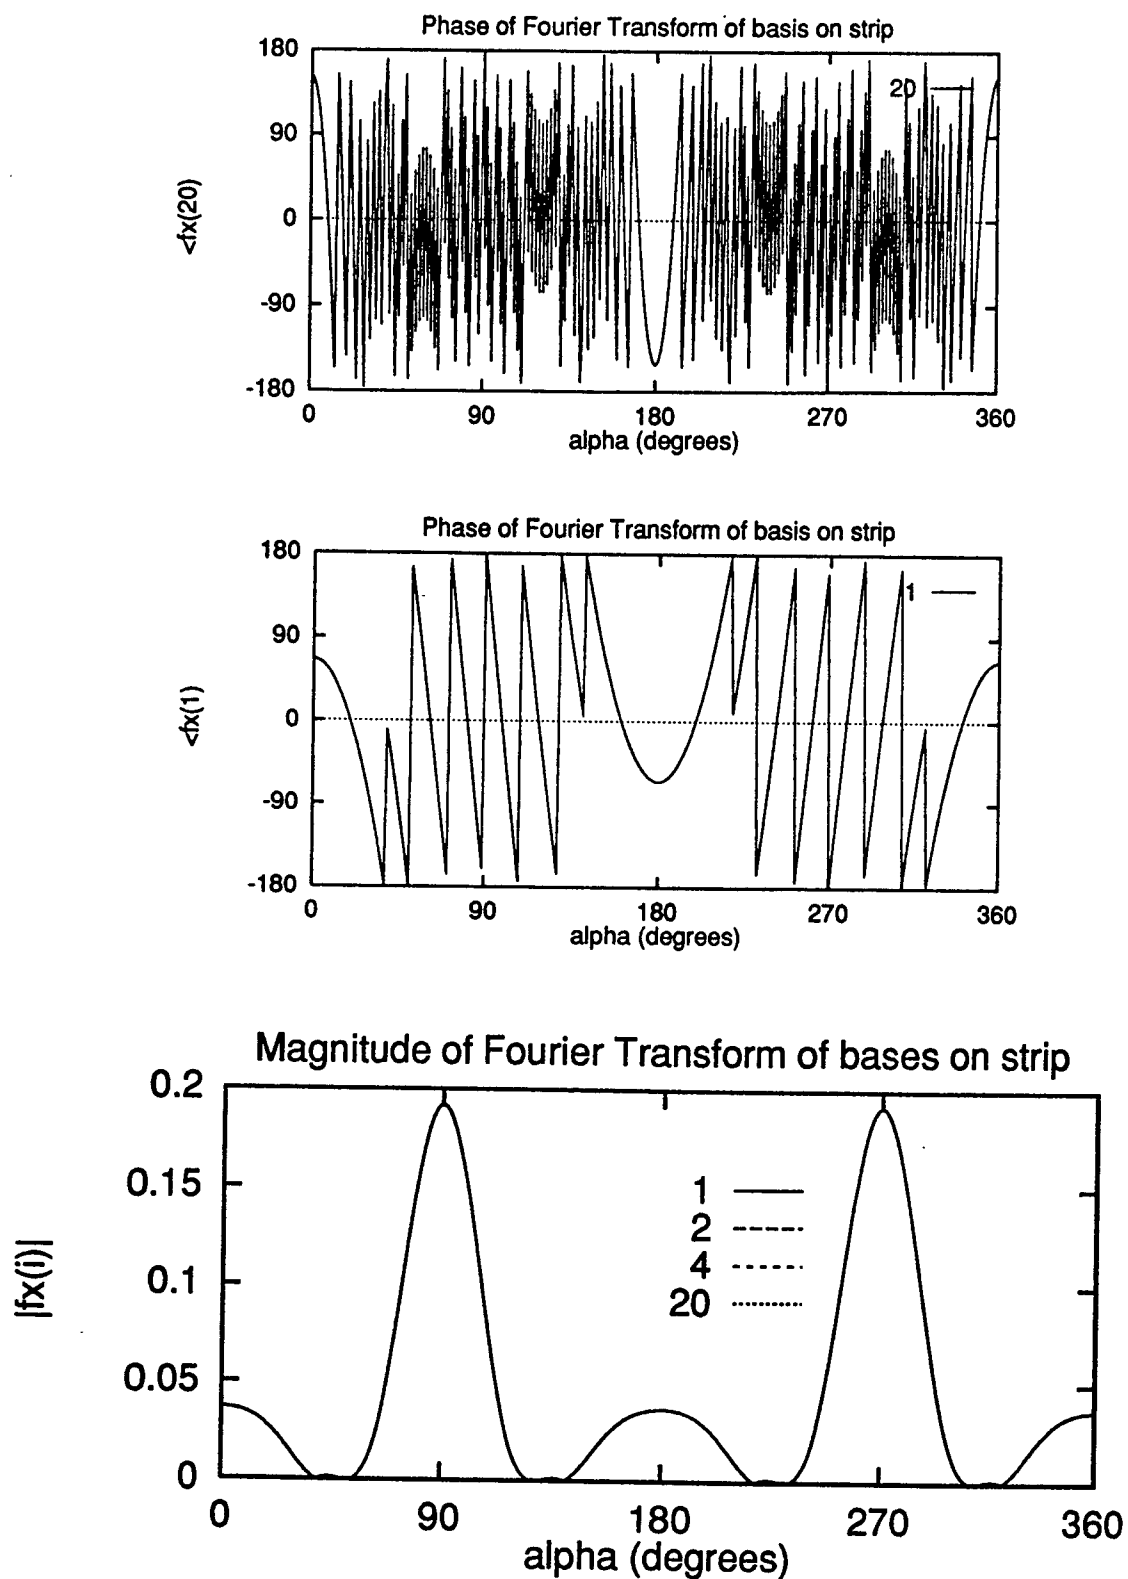 Phase of Fourier Transform of basis on strip
180
90
0
-90
-180
<fx(20)
20
0 90 180 270 360
alpha (degrees)
Phase of Fourier Transform of basis on strip
180
90
0
-90
-180
<fx(1)
1
0 90 180 270 360
alpha (degrees)
Magnitude of Fourier Transform of bases on strip
0.2
0.15
0.1
0.05
0
|fx(i)|
1
2
4
20
0 90 180 270 360
alpha (degrees)